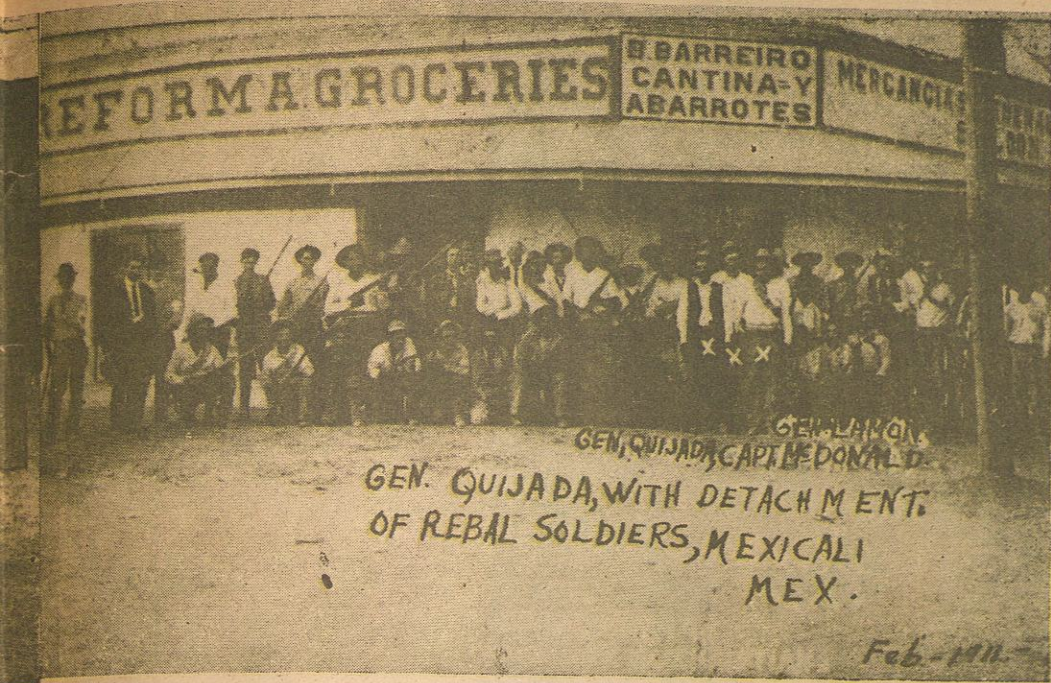 REFORMA. GROCERIES
B. BARREIRO
CANTINA-Y
ABARROTES
MERCANCIAS
GEN. LAMON.
GEN, QUIJADA, CAPT, McDONALD.
GEN. QUIJADA, WITH DETACHMENT.
OF REBAL SOLDIERS, MEXICALI
MEX.
Feb-1911.-